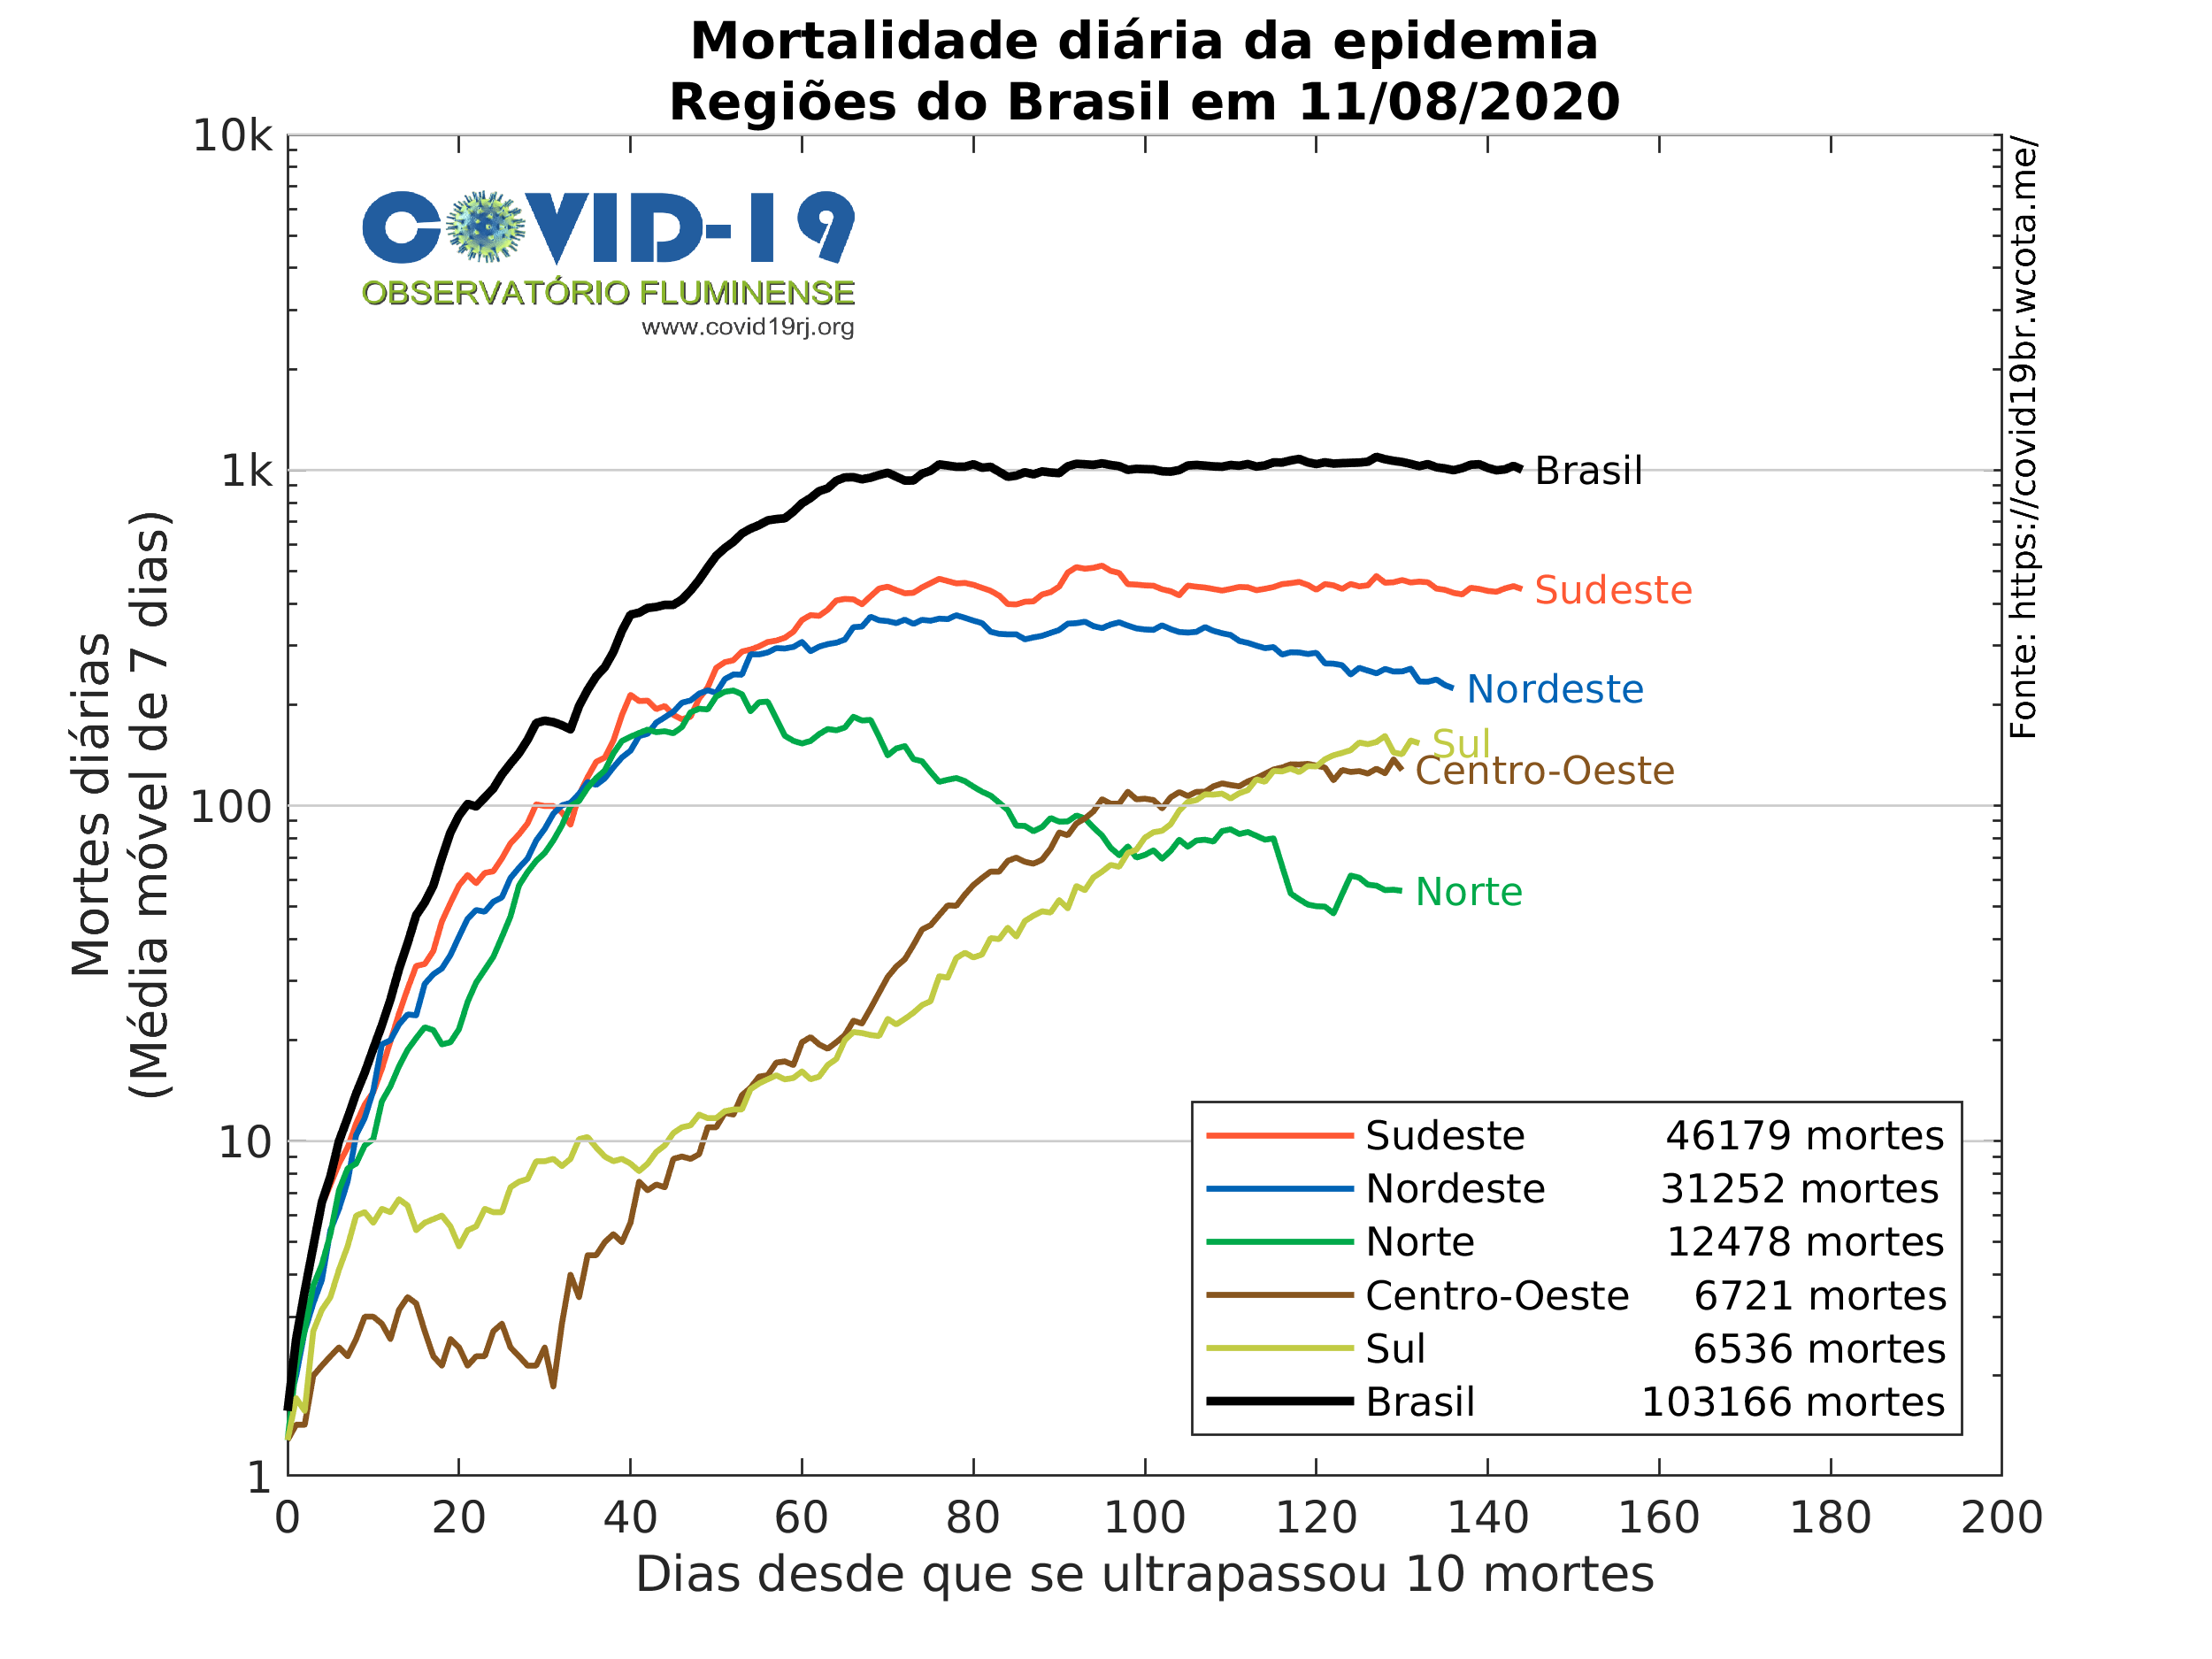 Mortalidade diária da epidemia
Regiões do Brasil em 11/08/2020
COVID-19
OBSERVATÓRIO FLUMINENSE
www.covid19rj.org
Fonte: https://covid19br.wcota.me/
Mortes diárias
(Média móvel de 7 dias)
10k
1k
100
10
1
Brasil
Sudeste
Nordeste
Sul
Centro-Oeste
Norte
Sudeste 46179 mortes
Nordeste 31252 mortes
Norte 12478 mortes
Centro-Oeste 6721 mortes
Sul 6536 mortes
Brasil 103166 mortes
0 20 40 60 80 100 120 140 160 180 200
Dias desde que se ultrapassou 10 mortes